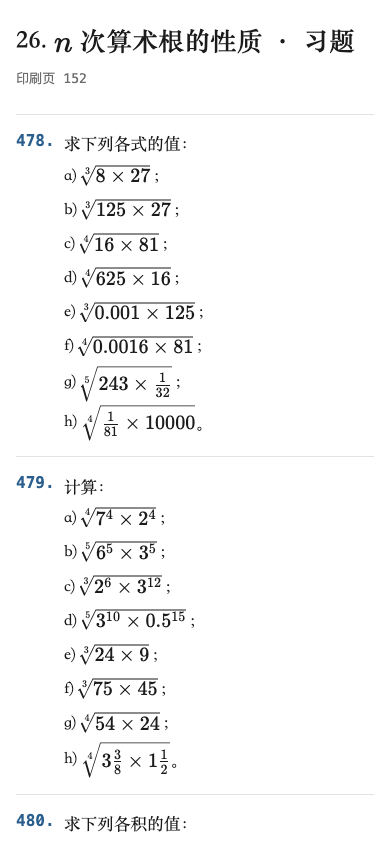 26. n 次算术根的性质 · 习题
印刷页 152
478. 求下列各式的值：
a) ∛(8 × 27)；
b) ∛(125 × 27)；
c) ∜(16 × 81)；
d) ∜(625 × 16)；
e) ∛(0.001 × 125)；
f) ∜(0.0016 × 81)；
g) ⁵√(243 × 1/32)；
h) ∜(1/81 × 10000)。
479. 计算：
a) ∜(7⁴ × 2⁴)；
b) ⁵√(6⁵ × 3⁵)；
c) ∛(2⁶ × 3¹²)；
d) ⁵√(3¹⁰ × 0.5¹⁵)；
e) ∛(24 × 9)；
f) ∛(75 × 45)；
g) ∜(54 × 24)；
h) ∜(3 3/8 × 1 1/2)。
480. 求下列各积的值：